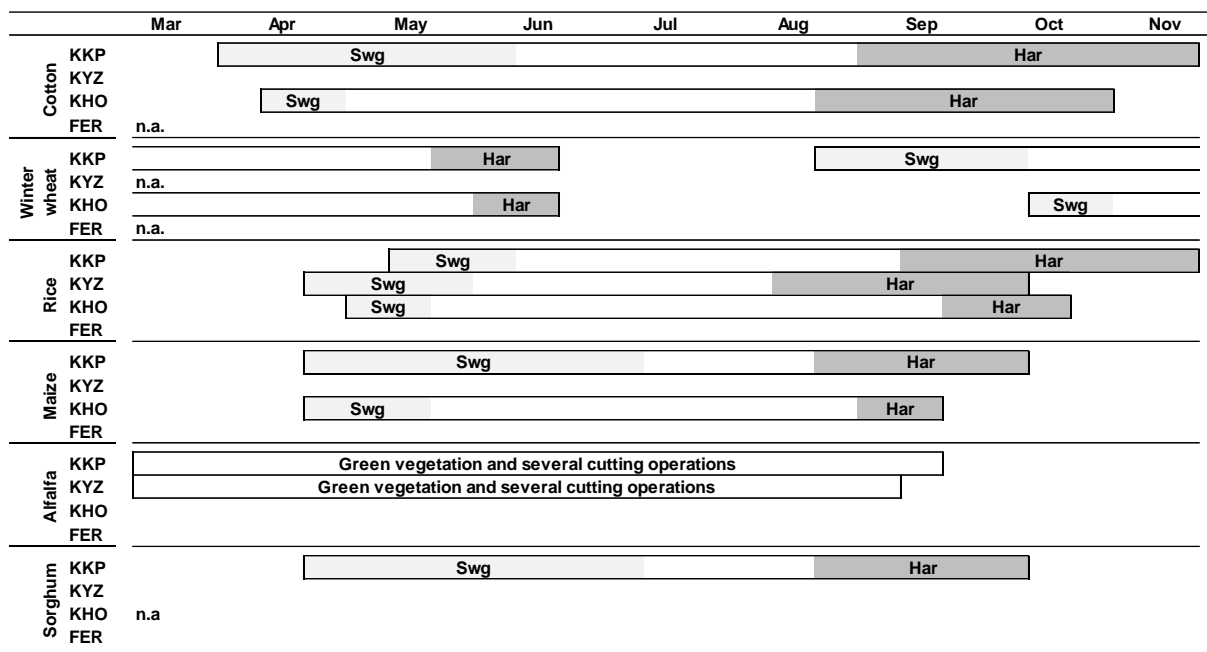 Mar Apr May Jun Jul Aug Sep Oct Nov
Cotton
KKP Swg Har
KYZ
KHO Swg Har
FER n.a.
Winter wheat
KKP Har Swg
KYZ n.a.
KHO Har Swg
FER n.a.
Rice
KKP Swg Har
KYZ Swg Har
KHO Swg Har
FER
Maize
KKP Swg Har
KYZ
KHO Swg Har
FER
Alfalfa
KKP Green vegetation and several cutting operations
KYZ Green vegetation and several cutting operations
KHO
FER
Sorghum
KKP Swg Har
KYZ
KHO n.a
FER